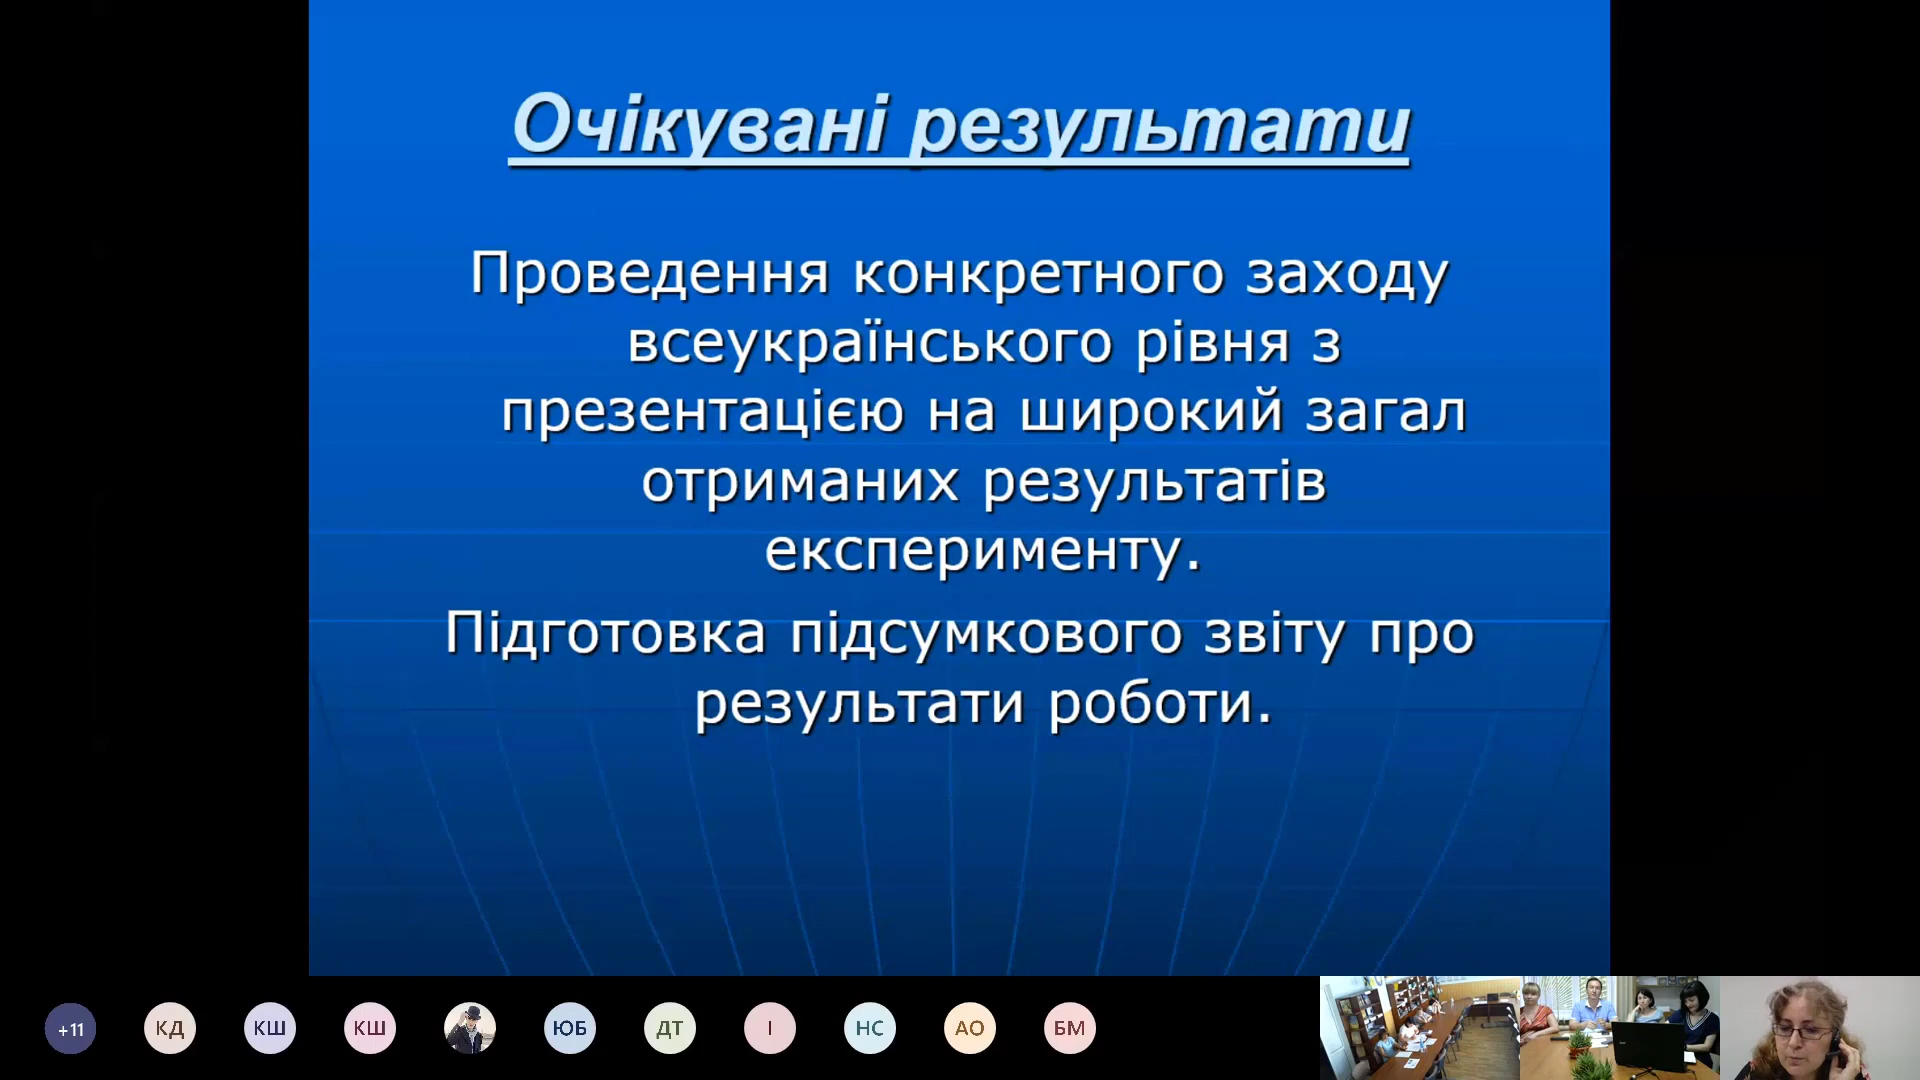 Очікувані результати
Проведення конкретного заходу
всеукраїнського рівня з
презентацією на широкий загал
отриманих результатів
експерименту.
Підготовка підсумкового звіту про
результати роботи.
+11 КД КШ КШ ЮБ ДТ І НС АО БМ